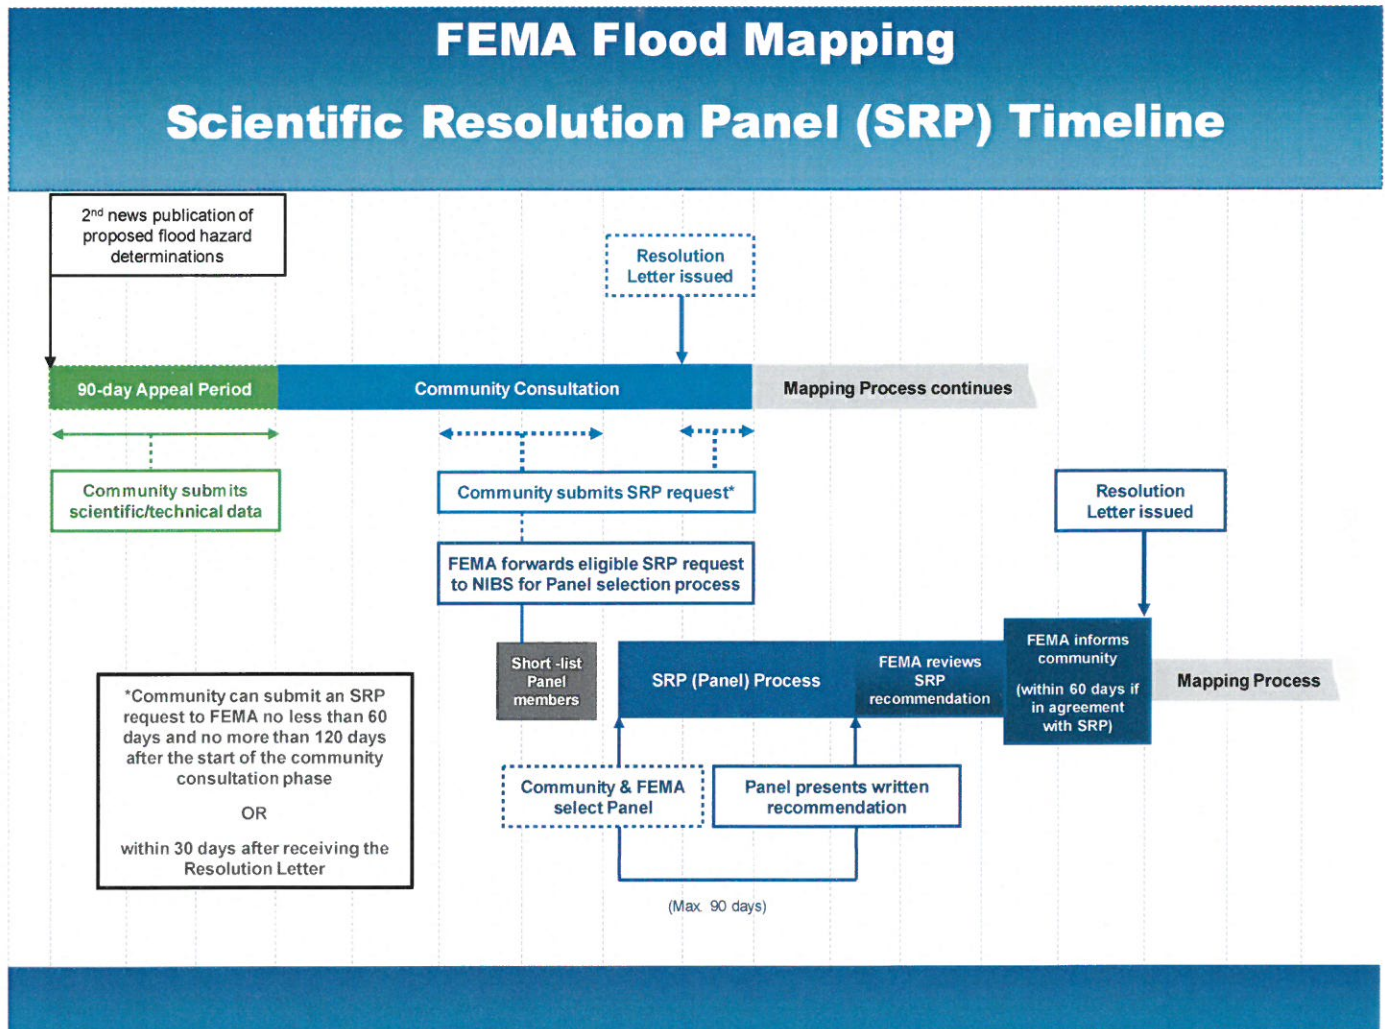 FEMA Flood Mapping
Scientific Resolution Panel (SRP) Timeline
2nd news publication of
proposed flood hazard
determinations
Resolution
Letter issued
90-day Appeal Period
Community Consultation
Mapping Process continues
Community submits
scientific/technical data
Community submits SRP request*
Resolution
Letter issued
FEMA forwards eligible SRP request
to NIBS for Panel selection process
Short -list
Panel
members
SRP (Panel) Process
FEMA reviews
SRP
recommendation
FEMA informs
community
(within 60 days if
in agreement
with SRP)
Mapping Process
*Community can submit an SRP
request to FEMA no less than 60
days and no more than 120 days
after the start of the community
consultation phase
OR
within 30 days after receiving the
Resolution Letter
Community & FEMA
select Panel
Panel presents written
recommendation
(Max. 90 days)